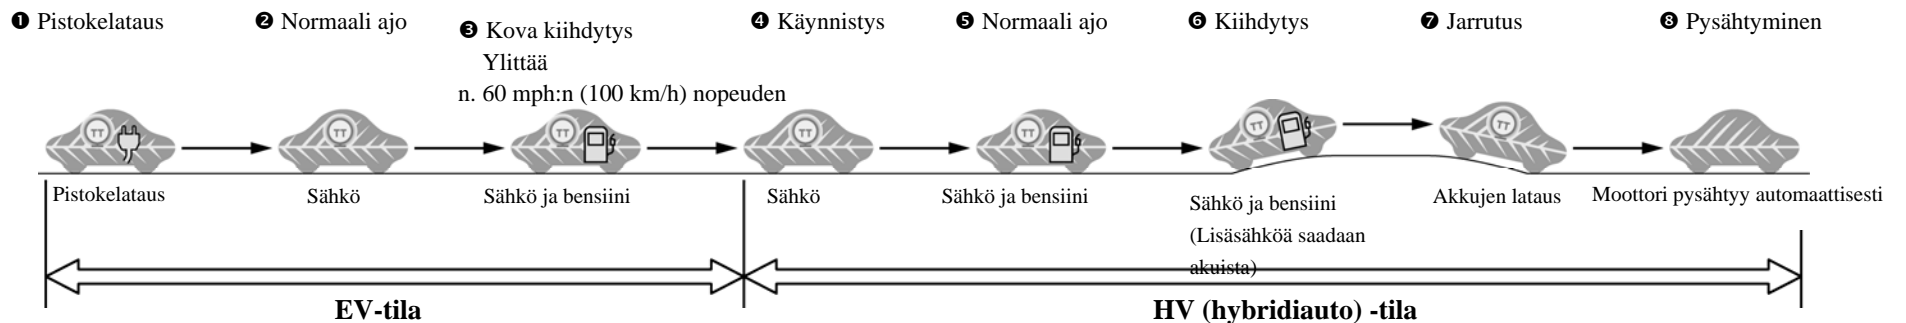 ❶ Pistokelataus
❷ Normaali ajo
❸ Kova kiihdytys
Ylittää
n. 60 mph:n (100 km/h) nopeuden
❹ Käynnistys
❺ Normaali ajo
❻ Kiihdytys
❼ Jarrutus
❽ Pysähtyminen
Pistokelataus
Sähkö
Sähkö ja bensiini
Sähkö
Sähkö ja bensiini
Sähkö ja bensiini
(Lisäsähköä saadaan
akuista)
Akkujen lataus
Moottori pysähtyy automaattisesti
EV-tila
HV (hybridiauto) -tila